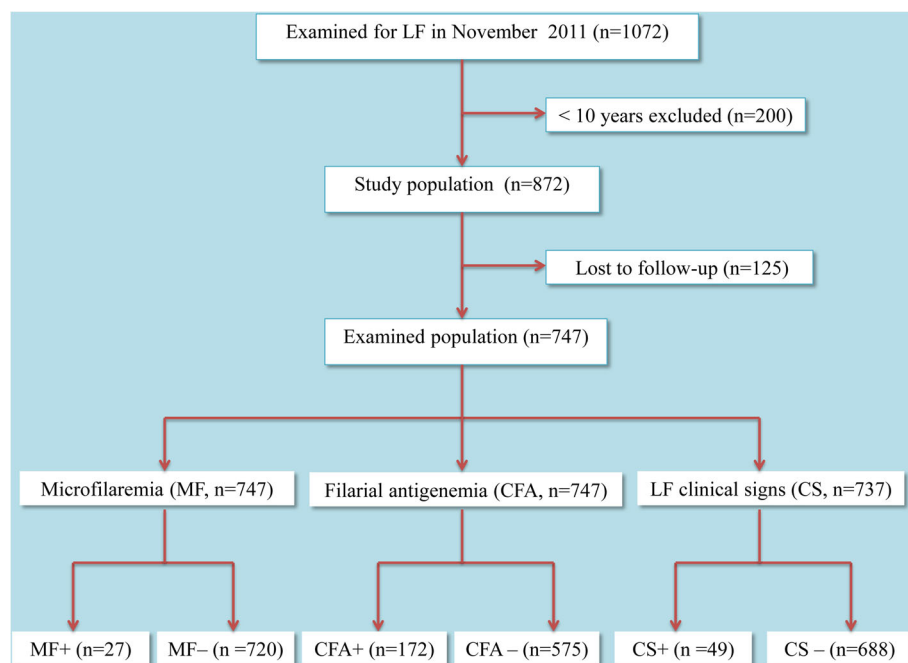 Examined for LF in November 2011 (n=1072)
< 10 years excluded (n=200)
Study population (n=872)
Lost to follow-up (n=125)
Examined population (n=747)
Microfilaremia (MF, n=747)
Filarial antigenemia (CFA, n=747)
LF clinical signs (CS, n=737)
MF+ (n=27)
MF– (n =720)
CFA+ (n=172)
CFA – (n=575)
CS+ (n =49)
CS – (n=688)